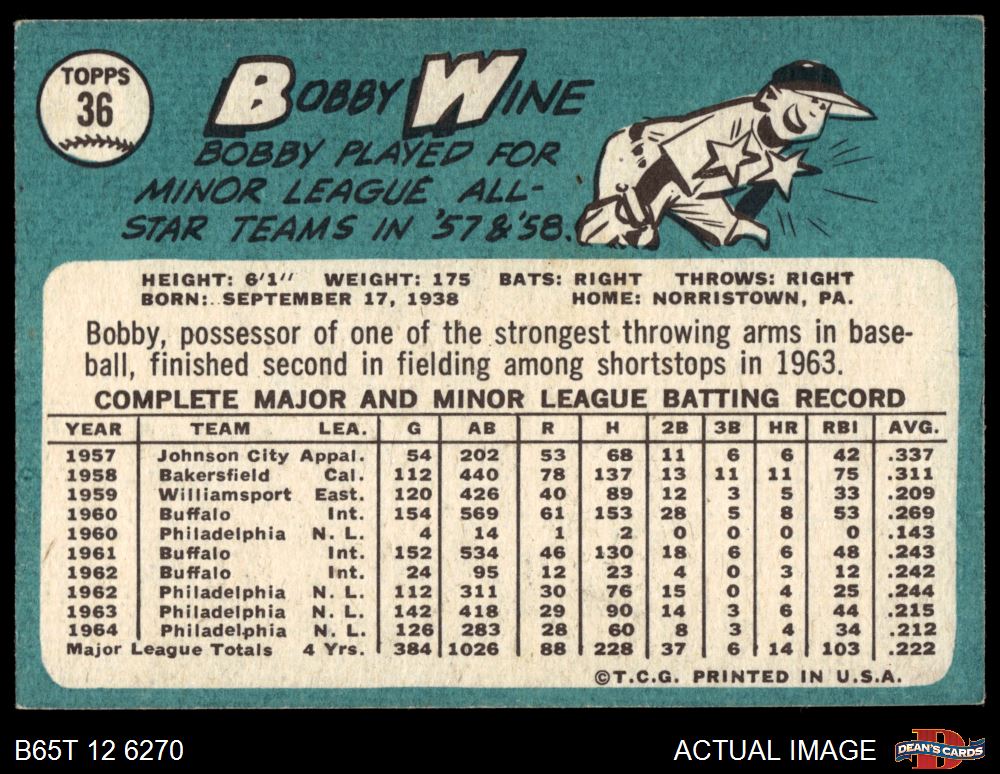 TOPPS
36
BOBBY WINE
BOBBY PLAYED FOR
MINOR LEAGUE ALL-
STAR TEAMS IN '57 & '58.
HEIGHT: 6'1" WEIGHT: 175 BATS: RIGHT THROWS: RIGHT
BORN: SEPTEMBER 17, 1938 HOME: NORRISTOWN, PA.
Bobby, possessor of one of the strongest throwing arms in base-
ball, finished second in fielding among shortstops in 1963.
COMPLETE MAJOR AND MINOR LEAGUE BATTING RECORD
YEAR TEAM LEA. G AB R H 2B 3B HR RBI AVG.
1957 Johnson City Appal. 54 202 53 68 11 6 6 42 .337
1958 Bakersfield Cal. 112 440 78 137 13 11 11 75 .311
1959 Williamsport East. 120 426 40 89 12 3 5 33 .209
1960 Buffalo Int. 154 569 61 153 28 5 8 53 .269
1960 Philadelphia N. L. 4 14 1 2 0 0 0 0 .143
1961 Buffalo Int. 152 534 46 130 18 6 6 48 .243
1962 Buffalo Int. 24 95 12 23 4 0 3 12 .242
1962 Philadelphia N. L. 112 311 30 76 15 0 4 25 .244
1963 Philadelphia N. L. 142 418 29 90 14 3 6 44 .215
1964 Philadelphia N. L. 126 283 28 60 8 3 4 34 .212
Major League Totals 4 Yrs. 384 1026 88 228 37 6 14 103 .222
©T.C.G. PRINTED IN U.S.A.
B65T 12 6270 ACTUAL IMAGE DEAN'S CARDS